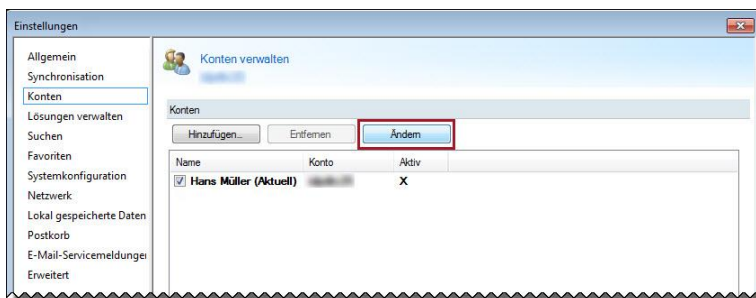 Einstellungen
Allgemein
Synchronisation
Konten
Lösungen verwalten
Suchen
Favoriten
Systemkonfiguration
Netzwerk
Lokal gespeicherte Daten
Postkorb
E-Mail-Servicemeldunger
Erweitert
Konten verwalten
Konten
Hinzufügen... Entfernen Ändern
Name Konto Aktiv
Hans Müller (Aktuell) X